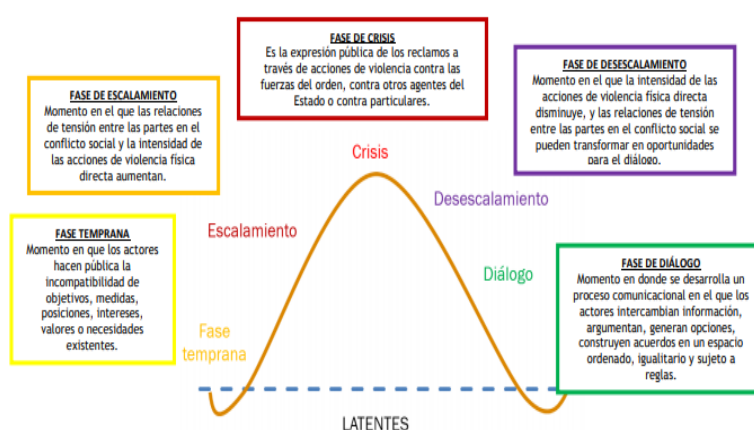 FASE DE CRISIS
Es la expresión pública de los reclamos a
través de acciones de violencia contra las
fuerzas del orden, contra otros agentes del
Estado o contra particulares.
FASE DE ESCALAMIENTO
Momento en el que las relaciones
de tensión entre las partes en el
conflicto social y la intensidad de
las acciones de violencia física
directa aumentan.
FASE DE DESESCALAMIENTO
Momento en el que la intensidad de las
acciones de violencia física directa
disminuye, y las relaciones de tensión
entre las partes en el conflicto social se
pueden transformar en oportunidades
para el diálogo.
FASE TEMPRANA
Momento en que los actores
hacen pública la
incompatibilidad de
objetivos, medidas,
posiciones, intereses,
valores o necesidades
existentes.
Crisis
Escalamiento
Desescalamiento
Fase
temprana
Diálogo
FASE DE DIÁLOGO
Momento en donde se desarrolla un
proceso comunicacional en el que los
actores intercambian información,
argumentan, generan opciones,
construyen acuerdos en un espacio
ordenado, igualitario y sujeto a
reglas.
LATENTES